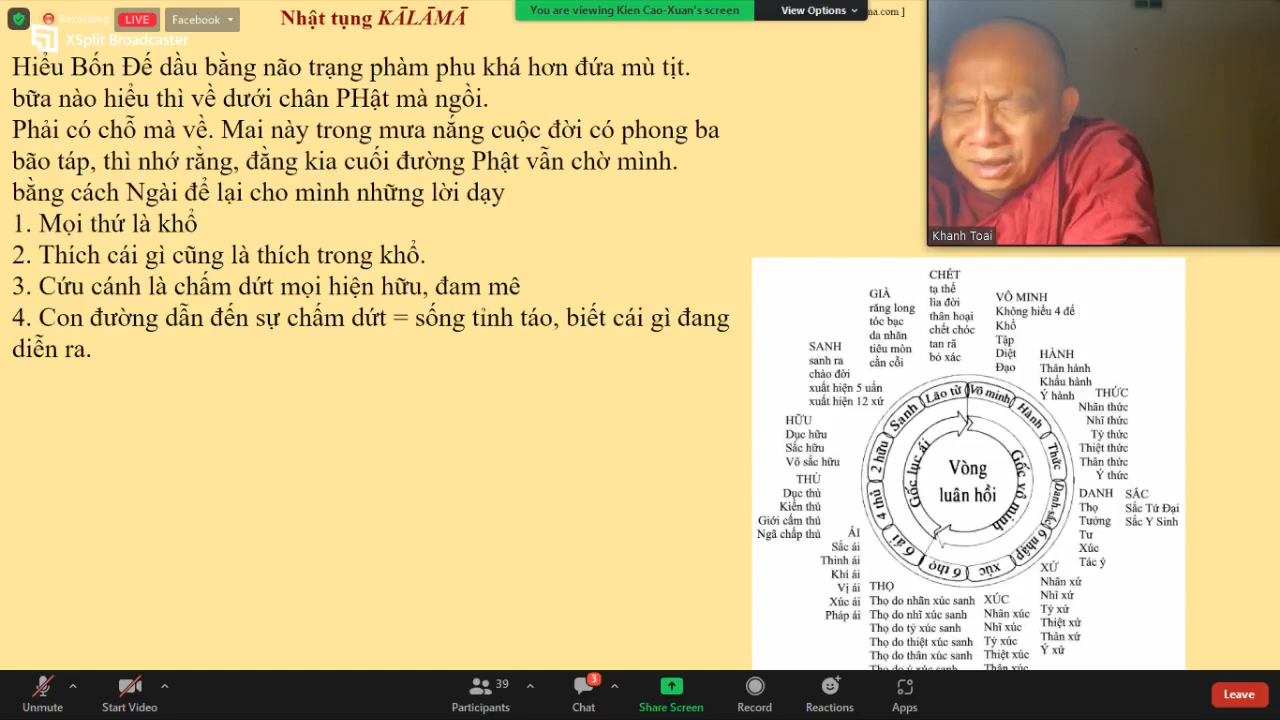 Recording
LIVE
Facebook
XSplit Broadcaster
Nhật tụng KĀLĀMĀ
You are viewing Kien Cao-Xuan's screen
View Options
ma.com ]
Hiểu Bốn Đế dầu bằng não trạng phàm phu khá hơn đứa mù tịt.
bữa nào hiểu thì về dưới chân PHật mà ngồi.
Phải có chỗ mà về. Mai này trong mưa nắng cuộc đời có phong ba
bão táp, thì nhớ rằng, đằng kia cuối đường Phật vẫn chờ mình.
bằng cách Ngài để lại cho mình những lời dạy
1. Mọi thứ là khổ
2. Thích cái gì cũng là thích trong khổ.
3. Cứu cánh là chấm dứt mọi hiện hữu, đam mê
4. Con đường dẫn đến sự chấm dứt = sống tỉnh táo, biết cái gì đang
diễn ra.
Khanh Toai
CHẾT
tạ thế
lìa đời
thân hoại
chết chóc
tan rã
bỏ xác
GIÀ
răng long
tóc bạc
da nhăn
tiêu mòn
cằn cỗi
VÔ MINH
Không hiểu 4 đế
Khổ
Tập
Diệt
Đạo
SANH
sanh ra
chào đời
xuất hiện 5 uẩn
xuất hiện 12 xứ
HÀNH
Thân hành
Khẩu hành
Ý hành
THỨC
Nhãn thức
Nhĩ thức
Tỷ thức
Thiệt thức
Thân thức
Ý thức
HỮU
Dục hữu
Sắc hữu
Vô sắc hữu
THỦ
Dục thủ
Kiến thủ
Giới cấm thủ
Ngã chấp thủ
DANH
Thọ
Tưởng
Tư
Xúc
Tác ý
SẮC
Sắc Tứ Đại
Sắc Y Sinh
ÁI
Sắc ái
Thinh ái
Khí ái
Vị ái
Xúc ái
Pháp ái
THỌ
Thọ do nhãn xúc sanh
Thọ do nhĩ xúc sanh
Thọ do tỷ xúc sanh
Thọ do thiệt xúc sanh
Thọ do thân xúc sanh
Thọ do ý xúc sanh
XÚC
Nhãn xúc
Nhĩ xúc
Tỷ xúc
Thiệt xúc
Thân xúc
XỨ
Nhãn xứ
Nhĩ xứ
Tỷ xứ
Thiệt xứ
Thân xứ
Ý xứ
Vô minh
Hành
Thức
Danh-sắc
6 nhập
xúc
6 thọ
6 ái
4 thủ
2 hữu
Sanh
Lão tử
Gốc vô minh
Gốc lục ái
Vòng
luân hồi
Unmute
Start Video
39
Participants
3
Chat
Share Screen
Record
Reactions
Apps
Leave